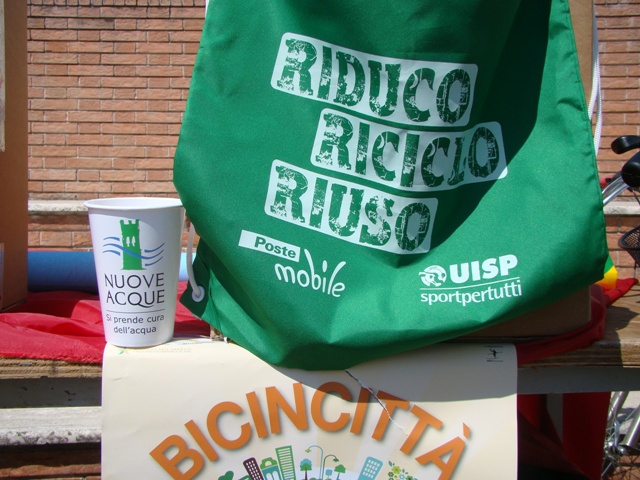 RIDUCO
RICICLO
RIUSO
Poste
mobile
UISP
sportpertutti
NUOVE
ACQUE
Si prende cura
dell'acqua
BICINCITTÀ